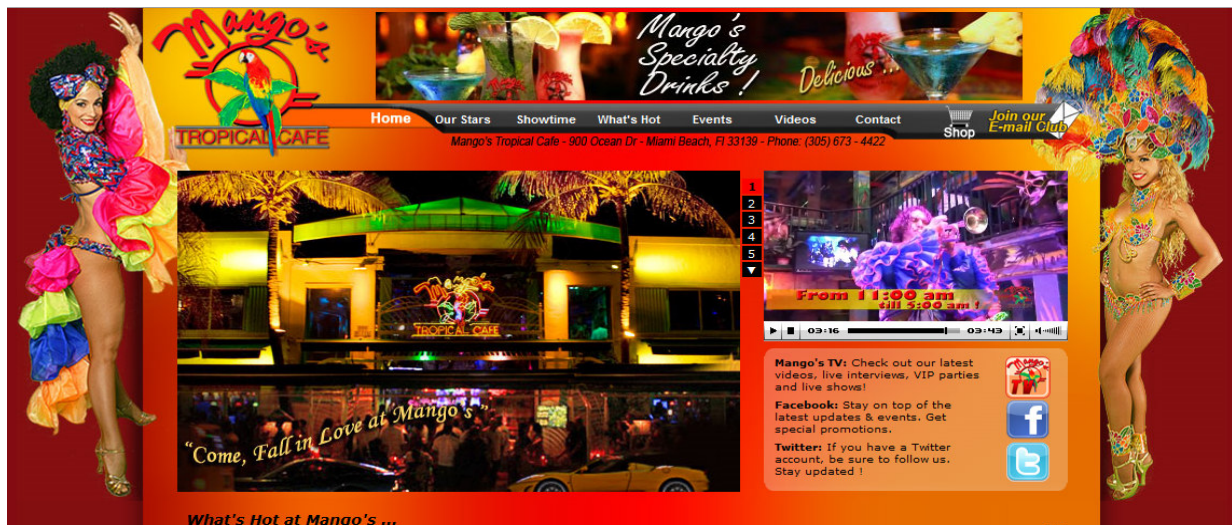 Mango's
TROPICAL CAFE
Mango's
Specialty
Drinks !
Delicious ...
Home
Our Stars
Showtime
What's Hot
Events
Videos
Contact
Shop
Join our
E-mail Club
Mango's Tropical Cafe - 900 Ocean Dr - Miami Beach, Fl 33139 - Phone: (305) 673 - 4422
Mango's
TROPICAL CAFE
"Come, Fall in Love at Mango's"
1
2
3
4
5
From 11:00 am
till 5:00 am !
03:16
03:43
Mango's TV: Check out our latest
videos, live interviews, VIP parties
and live shows!
Mango's
Facebook: Stay on top of the
latest updates & events. Get
special promotions.
f
Twitter: If you have a Twitter
account, be sure to follow us.
Stay updated !
t
What's Hot at Mango's ...